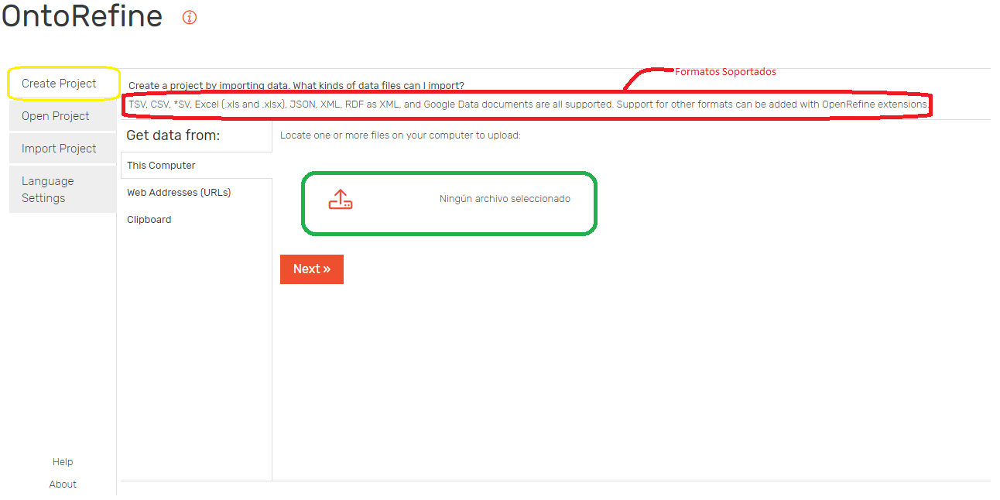 OntoRefine
Formatos Soportados
Create Project
Create a project by importing data. What kinds of data files can I import?
TSV, CSV, *SV, Excel (.xls and .xlsx), JSON, XML, RDF as XML, and Google Data documents are all supported. Support for other formats can be added with OpenRefine extensions.
Open Project
Import Project
Language
Settings
Get data from:
This Computer
Web Addresses (URLs)
Clipboard
Locate one or more files on your computer to upload:
Ningún archivo seleccionado
Next »
Help
About